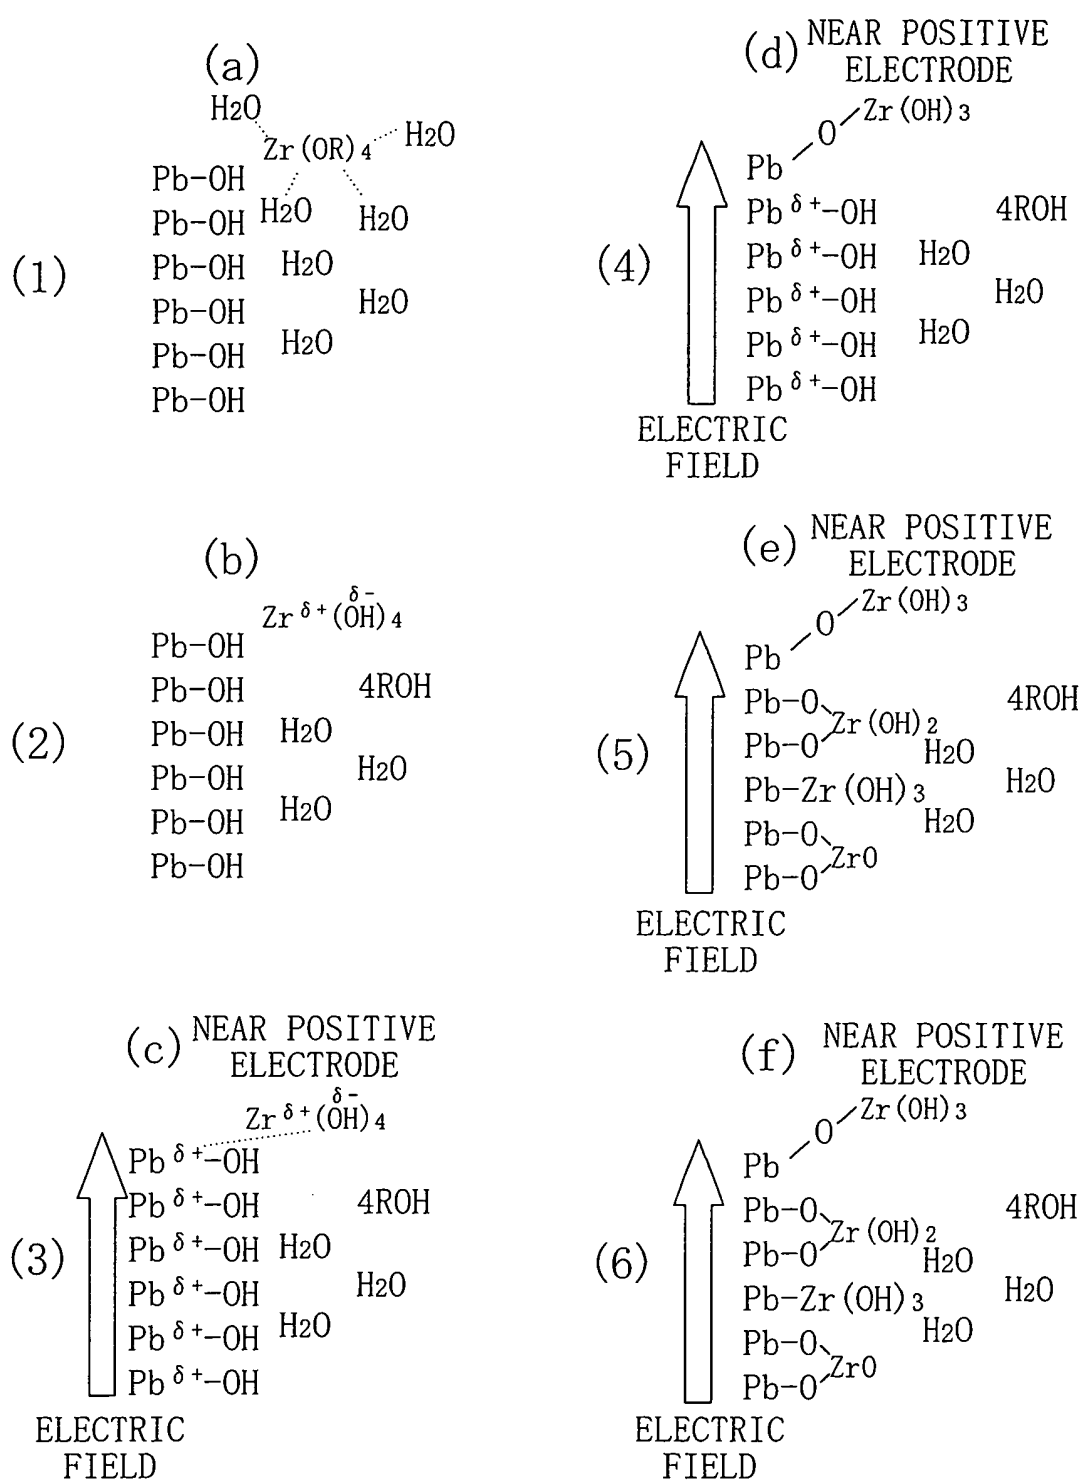 (a)
H2O
Zr(OR)4 H2O
Pb-OH
Pb-OH H2O H2O
(1)
Pb-OH H2O
Pb-OH H2O
Pb-OH H2O
Pb-OH
(b)
Zr δ+(OH)4 δ-
Pb-OH
Pb-OH 4ROH
(2)
Pb-OH H2O
Pb-OH H2O
Pb-OH H2O
Pb-OH
(c) NEAR POSITIVE
ELECTRODE
Zr δ+(OH)4 δ-
Pb δ+-OH
Pb δ+-OH 4ROH
(3)
Pb δ+-OH H2O
Pb δ+-OH H2O
Pb δ+-OH H2O
Pb δ+-OH
ELECTRIC
FIELD
(d) NEAR POSITIVE
ELECTRODE
O Zr(OH)3
Pb
Pb δ+-OH 4ROH
(4)
Pb δ+-OH H2O
Pb δ+-OH H2O
Pb δ+-OH H2O
Pb δ+-OH
ELECTRIC
FIELD
(e) NEAR POSITIVE
ELECTRODE
O Zr(OH)3
Pb
Pb-O 4ROH
Zr(OH)2
(5)
Pb-O H2O
Pb-Zr(OH)3 H2O
Pb-O H2O
ZrO
Pb-O
ELECTRIC
FIELD
(f) NEAR POSITIVE
ELECTRODE
O Zr(OH)3
Pb
Pb-O 4ROH
Zr(OH)2
(6)
Pb-O H2O
Pb-Zr(OH)3 H2O
Pb-O H2O
ZrO
Pb-O
ELECTRIC
FIELD